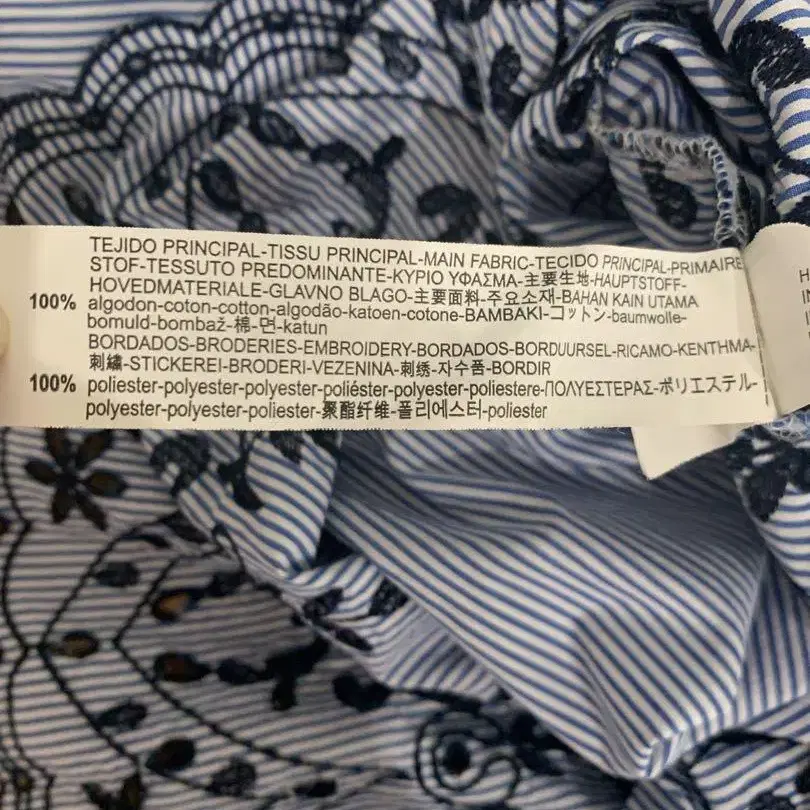 TEJIDO PRINCIPAL-TISSU PRINCIPAL-MAIN FABRIC-TECIDO PRINCIPAL-PRIMAIRE
STOF-TESSUTO PREDOMINANTE-ΚΥΡΙΟ ΥΦΑΣΜΑ-主要生地-HAUPTSTOFF-
HOVEDMATERIALE-GLAVNO BLAGO-主要面料-주요소재-BAHAN KAIN UTAMA
100% algodon-coton-cotton-algodão-katoen-cotone-BAMBAKI-コットン-baumwolle-
bomuld-bombaž-棉-면-katun
BORDADOS-BRODERIES-EMBROIDERY-BORDADOS-BORDUURSEL-RICAMO-KENTHMA-
刺繍-STICKEREI-BRODERI-VEZENINA-刺绣-자수품-BORDIR
100% poliester-polyester-polyester-poliéster-polyester-poliestere-ΠΟΛΥΕΣΤΕΡΑΣ-ポリエステル-
polyester-polyester-poliester-聚酯纤维-폴리에스터-poliester